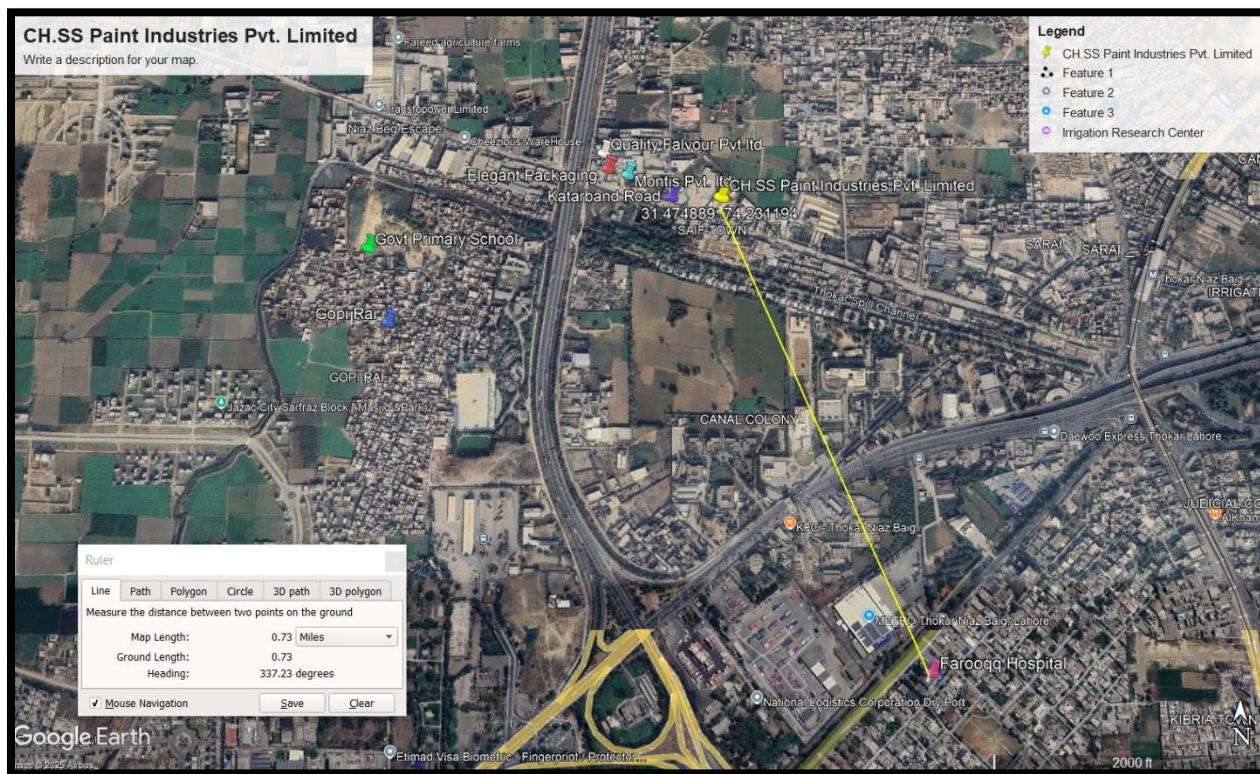 CH.SS Paint Industries Pvt. Limited
Write a description for your map.
Legend
CH.SS Paint Industries Pvt. Limited
Feature 1
Feature 2
Feature 3
Irrigation Research Center
Fareed agriculture farms
Transfopower Limited
Niaz Beg Escape
Cheezious WareHouse
Quality Falvour Pvt ltd
Elegant Packaging
Montis Pvt. ltd
CH.SS Paint Industries Pvt. Limited
Katarband Road
31.474889, 74.231194
SAIF TOWN
Govt Primary School
SARAI
SARAI
Thokar Niaz Baig
Thokar Spill Channel
Gopi Rai
GOPI RAI
Jazac City Sarfraz Block, (Masjid &Park)
CANAL COLONY
Daewoo Express Thokar Lahore
KFC - Thokar Niaz Baig
METRO Thokar Niaz Baig, Lahore
Farooqq Hospital
National Logistics Corporation Dry Port
Etimad Visa Biometric / Fingerprint / Protector...
Ruler
Line Path Polygon Circle 3D path 3D polygon
Measure the distance between two points on the ground
Map Length: 0.73 Miles
Ground Length: 0.73
Heading: 337.23 degrees
Mouse Navigation Save Clear
Google Earth
2000 ft
N